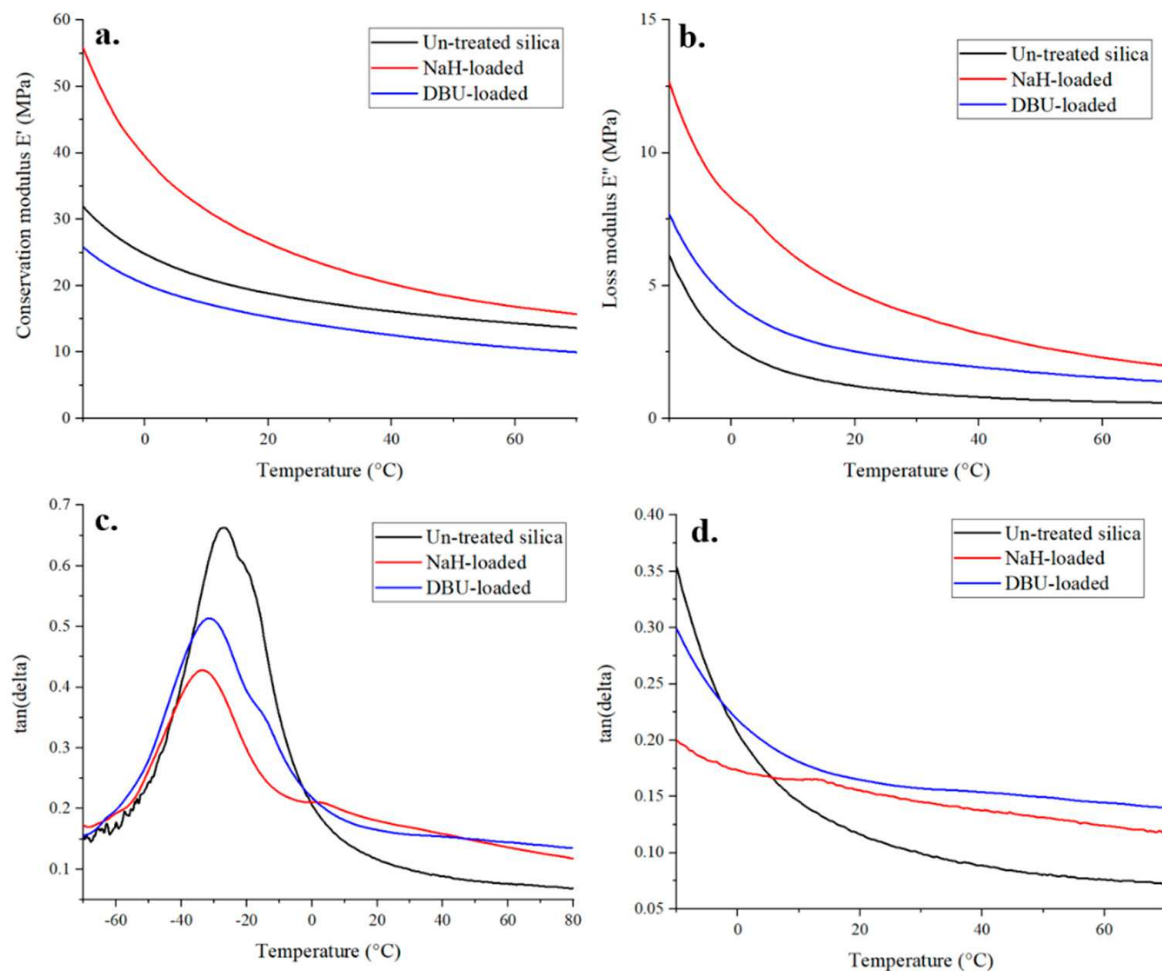 a.
Un-treated silica
NaH-loaded
DBU-loaded
Conservation modulus E' (MPa)
60
50
40
30
20
10
0
0
20
40
60
Temperature (°C)
b.
Un-treated silica
NaH-loaded
DBU-loaded
Loss modulus E" (MPa)
15
10
5
0
0
20
40
60
Temperature (°C)
c.
Un-treated silica
NaH-loaded
DBU-loaded
tan(delta)
0.7
0.6
0.5
0.4
0.3
0.2
0.1
-60
-40
-20
0
20
40
60
80
Temperature (°C)
d.
Un-treated silica
NaH-loaded
DBU-loaded
tan(delta)
0.40
0.35
0.30
0.25
0.20
0.15
0.10
0.05
0
20
40
60
Temperature (°C)